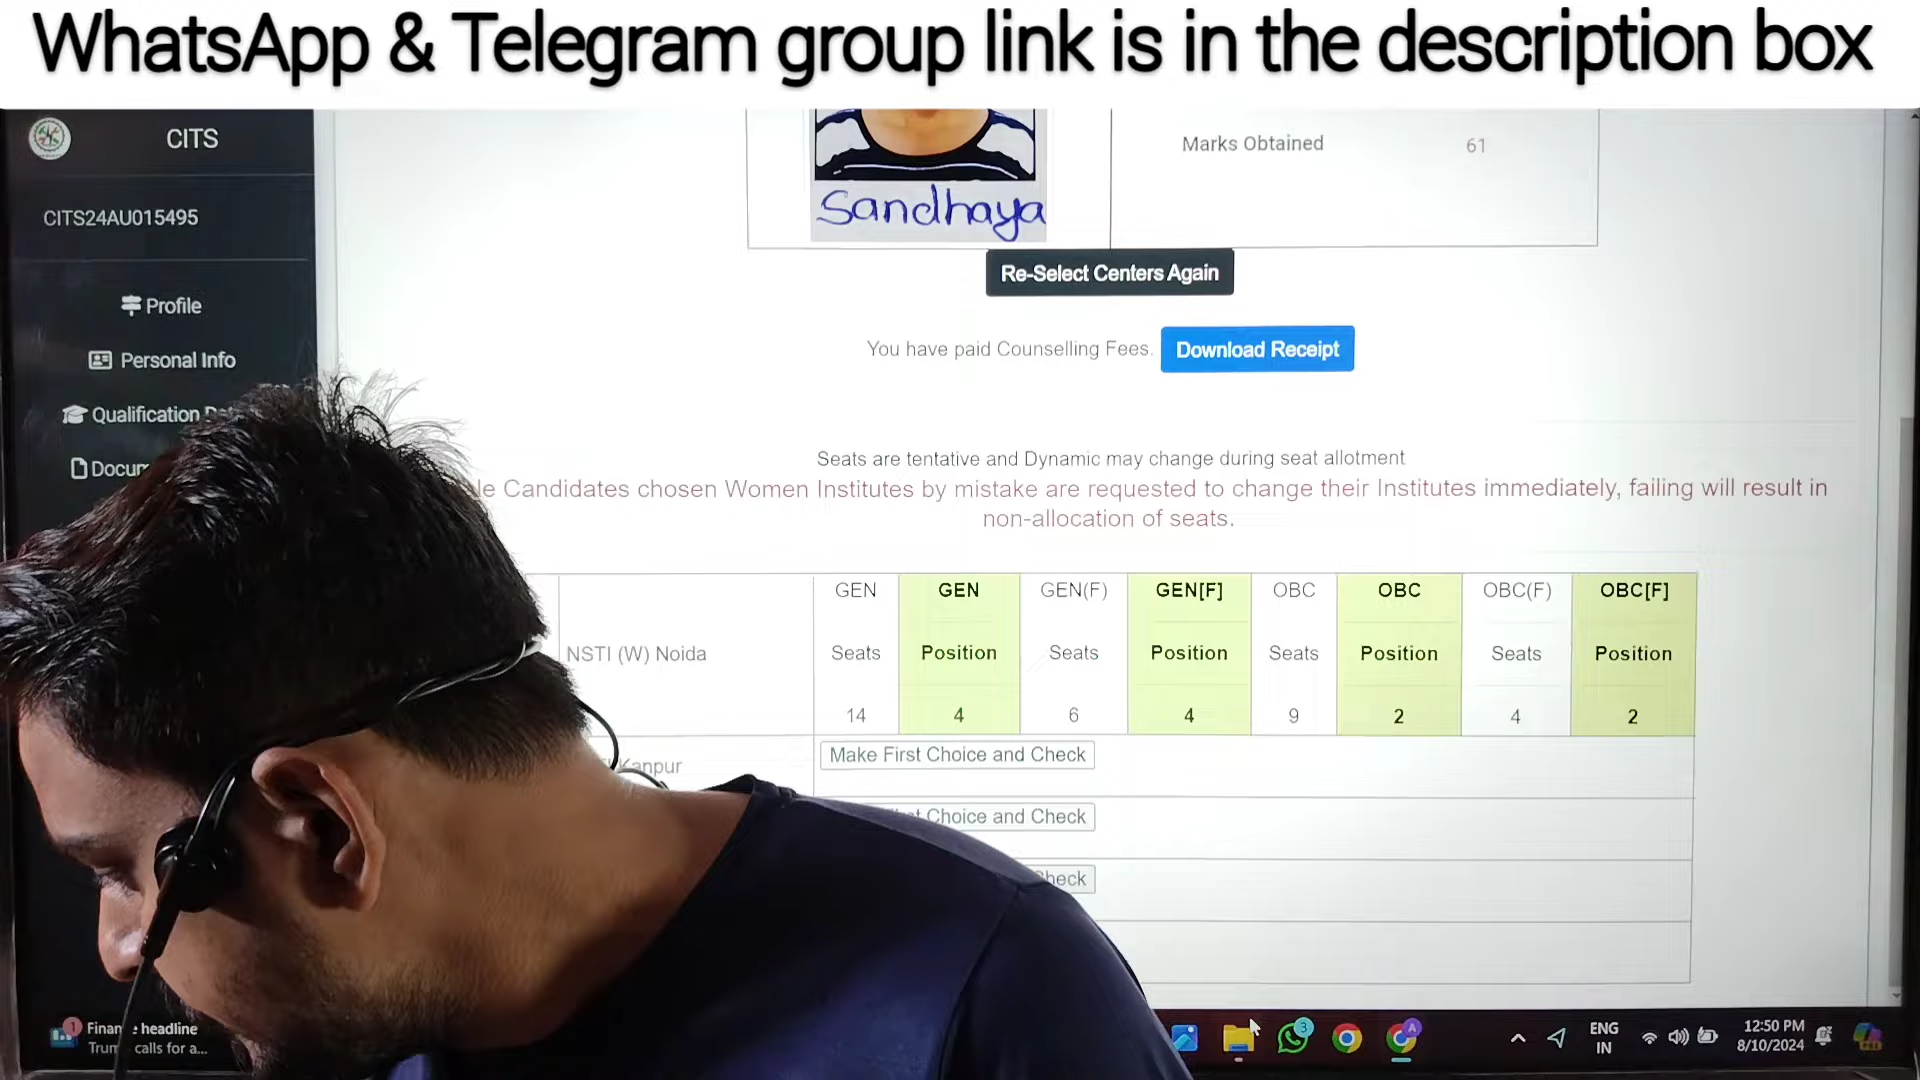 WhatsApp & Telegram group link is in the description box
CITS
CITS24AU015495
Profile
Personal Info
Qualification
Marks Obtained 61
Sandhaya
Re-Select Centers Again
You have paid Counselling Fees. Download Receipt
Seats are tentative and Dynamic may change during seat allotment
Candidates chosen Women Institutes by mistake are requested to change their Institutes immediately, failing will result in
non-allocation of seats.
GEN GEN GEN(F) GEN[F] OBC OBC OBC(F) OBC[F]
NSTI (W) Noida Seats Position Seats Position Seats Position Seats Position
14 4 6 4 9 2 4 2
Kanpur Make First Choice and Check
Choice and Check
1 headline
calls for a...
3
A
ENG
IN
12:50 PM
8/10/2024